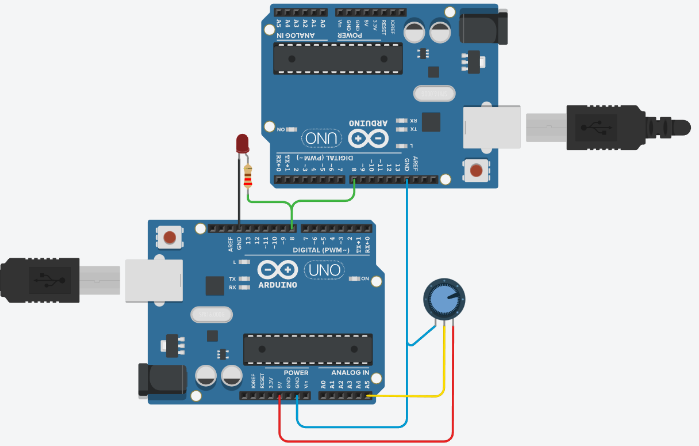 A5 A4 A3 A2 A1 A0
Vin GND GND 5V 3.3V RESET IOREF
ANALOG IN POWER
ON UNO ARDUINO RX TX L
DIGITAL (PWM~)
RX←0 TX→1 2 ~3 4 ~5 ~6 7 8 ~9 ~10 ~11 12 13 GND AREF
AREF GND 13 12 ~11 ~10 ~9 8 7 ~6 ~5 4 ~3 2 TX→1 RX←0
DIGITAL (PWM~)
L
TX
RX
UNO
ARDUINO
ON
POWER ANALOG IN
IOREF RESET 3.3V 5V GND GND Vin A0 A1 A2 A3 A4 A5